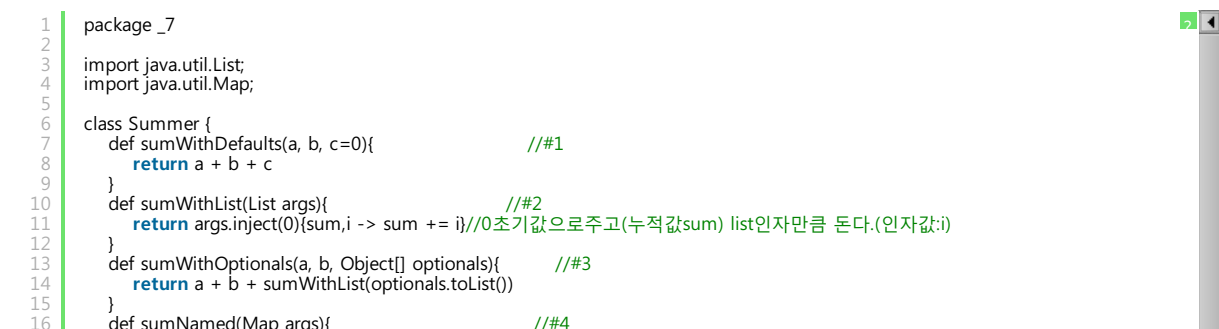 1 package _7
2
3 import java.util.List;
4 import java.util.Map;
5
6 class Summer {
7 def sumWithDefaults(a, b, c=0){ //#1
8 return a + b + c
9 }
10 def sumWithList(List args){ //#2
11 return args.inject(0){sum,i -> sum += i}//0초기값으로주고(누적값sum) list인자만큼 돈다.(인자값:i)
12 }
13 def sumWithOptionals(a, b, Object[] optionals){ //#3
14 return a + b + sumWithList(optionals.toList())
15 }
16 def sumNamed(Map args){ //#4
?